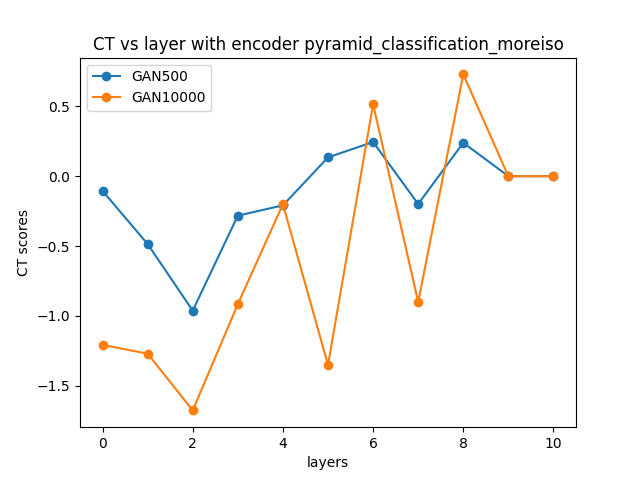 CT vs layer with encoder pyramid_classification_moreiso
GAN500
GAN10000
0.5
0.0
−0.5
−1.0
−1.5
CT scores
0 2 4 6 8 10
layers